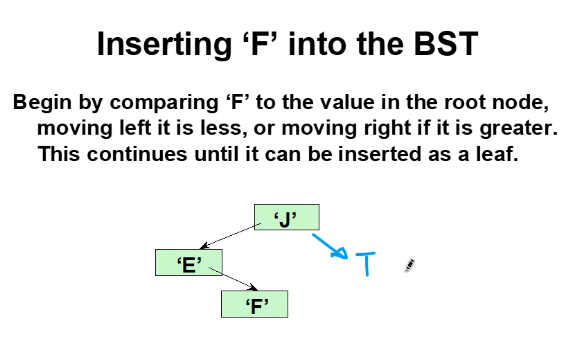 Inserting ‘F’ into the BST
Begin by comparing ‘F’ to the value in the root node,
moving left it is less, or moving right if it is greater.
This continues until it can be inserted as a leaf.
‘J’
‘E’
T
‘F’